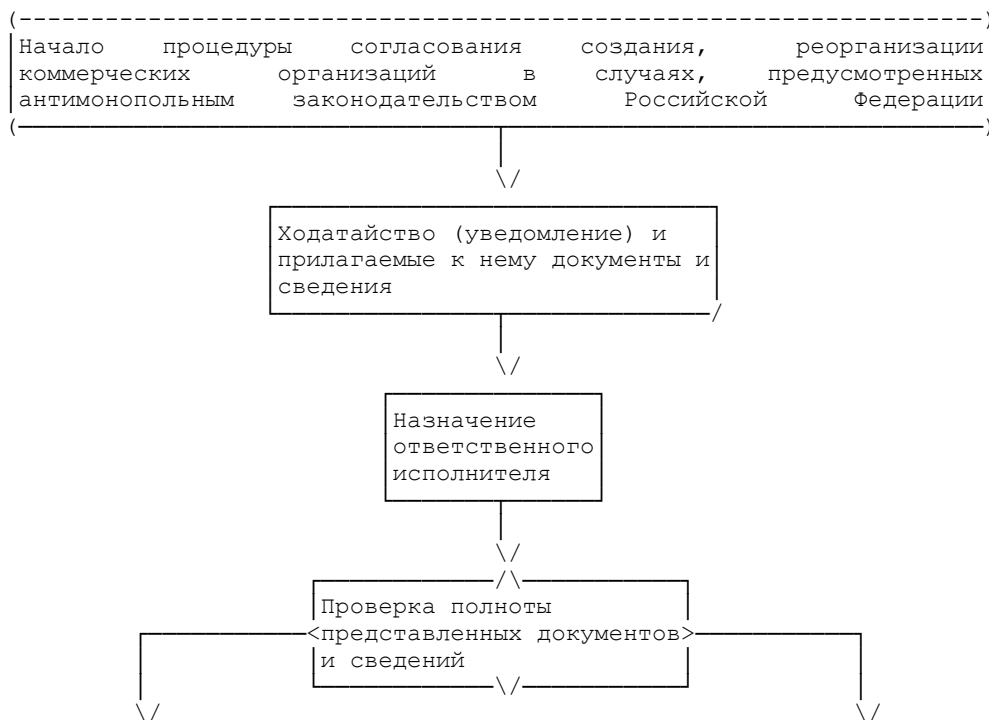 Начало процедуры согласования создания, реорганизации
коммерческих организаций в случаях, предусмотренных
антимонопольным законодательством Российской Федерации
Ходатайство (уведомление) и
прилагаемые к нему документы и
сведения
Назначение
ответственного
исполнителя
Проверка полноты
представленных документов
и сведений